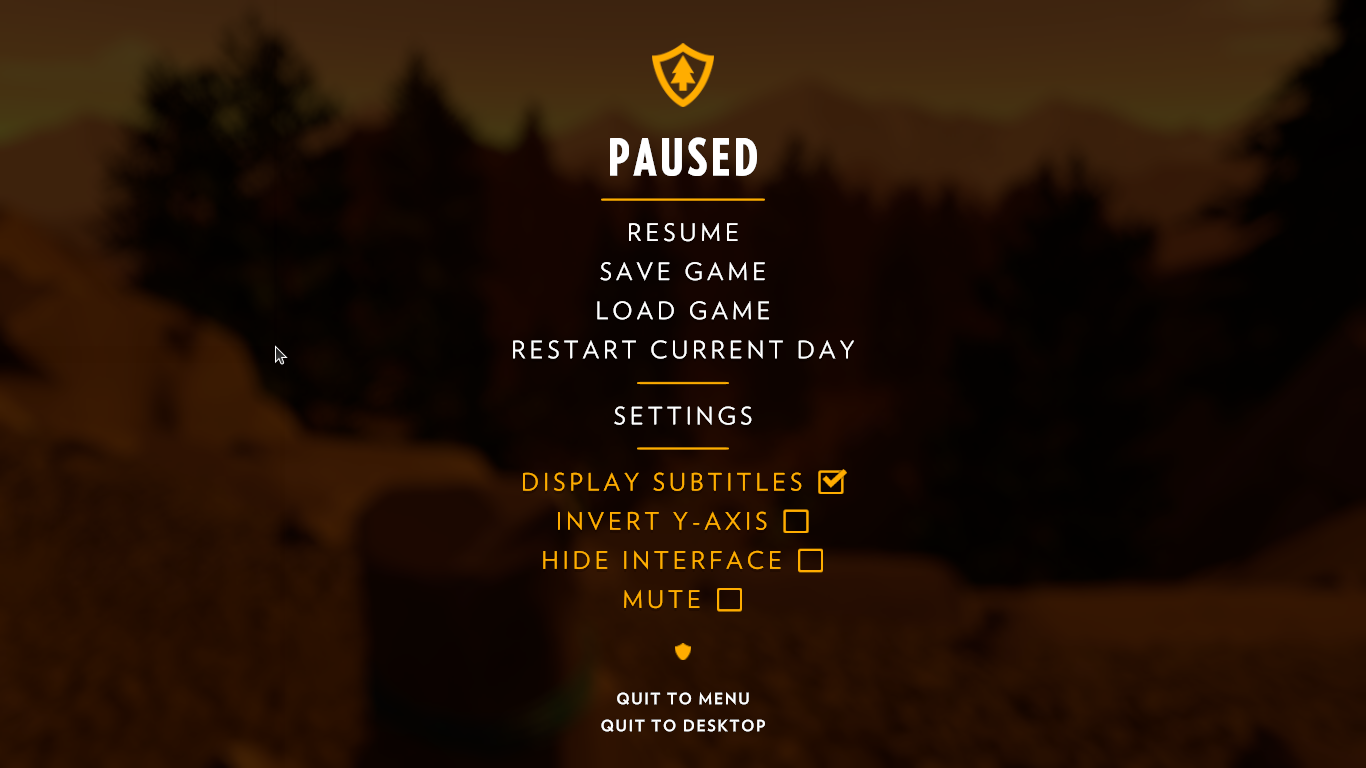 PAUSED
RESUME
SAVE GAME
LOAD GAME
RESTART CURRENT DAY
SETTINGS
DISPLAY SUBTITLES
INVERT Y-AXIS
HIDE INTERFACE
MUTE
QUIT TO MENU
QUIT TO DESKTOP